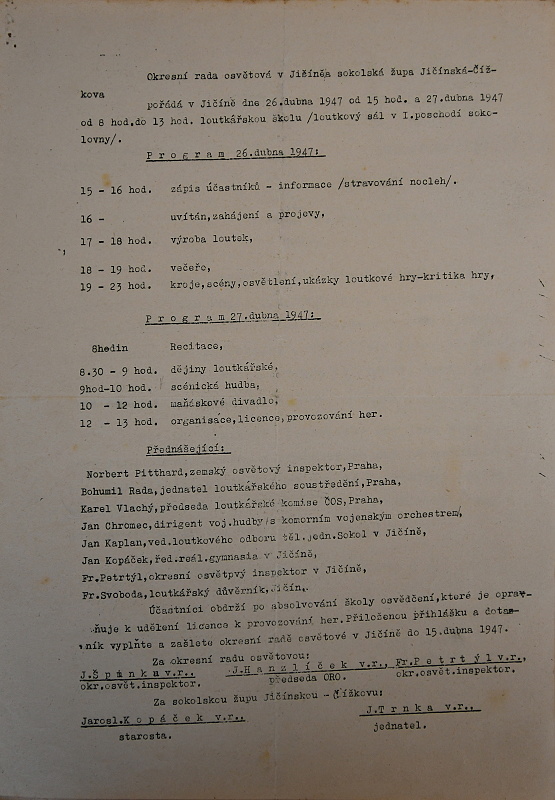 Okresní rada osvětová v Jičíněa sokolská župa Jičínská-Číž-
kova
pořádá v Jičíně dne 26.dubna 1947 od 15 hod. a 27.dubna 1947
od 8 hod.do 13 hod. loutkářskou školu /loutkový sál v I.poschodí soko-
lovny/.
P r o g r a m 26.dubna 1947:
15 - 16 hod. zápis účastníků - informace /stravování nocleh/.
16 - uvítán,zahájení a projevy,
17 - 18 hod. výroba loutek,
18 - 19 hod. večeře,
19 - 23 hod. kroje,scény,osvětlení,ukázky loutkové hry-kritika hry,
P r o g r a m 27.dubna 1947:
8hedin Recitace,
8.30 - 9 hod. dějiny loutkářské,
9hod-10 hod. scénická hudba,
10 - 12 hod. maňáskové divadlo,
12 - 13 hod. organisace,licence,provozování her.
Přednášející:
Norbert Pitthard,zemský osvětový inspektor,Praha,
Bohumil Rada,jednatel loutkářského soustředění,Praha,
Karel Vlachý,předseda loutkářské komise ČOS,Praha,
Jan Chromec,dirigent voj.hudby/s komorním vojenským orchestrem,
Jan Kaplan,ved.loutkového odboru těl.jedn.Sokol v Jičíně,
Jan Kopáček,řed.reál.gymnasia v Jičíně,
Fr.Petrtýl,okresní osvětpvý inspektor v Jičíně,
Fr.Svoboda,loutkářský důvěrník,Jičín,.
Účastníci obdrží po absolvování školy osvědčení,které je oprav-
ňuje k udělení licence k provozování her.Přiloženou přihlášku a dotaz-
ník vyplňte a zašlete okresní radě osvětové v Jičíně do 15.dubna 1947.
Za okresní radu osvětovou:
J.Š p á n k u v.r., J.H a n z l í č e k v.r., Fr.P e t r t ý l v.r.,
okr.osvět.inspektor. předseda ORO. okr.osvět.inspektor.
Za sokolskou župu Jičínskou - Čížkovu:
Jarosl.K o p á č e k v.r., J.T r n k a v.r.,
starosta. jednatel.